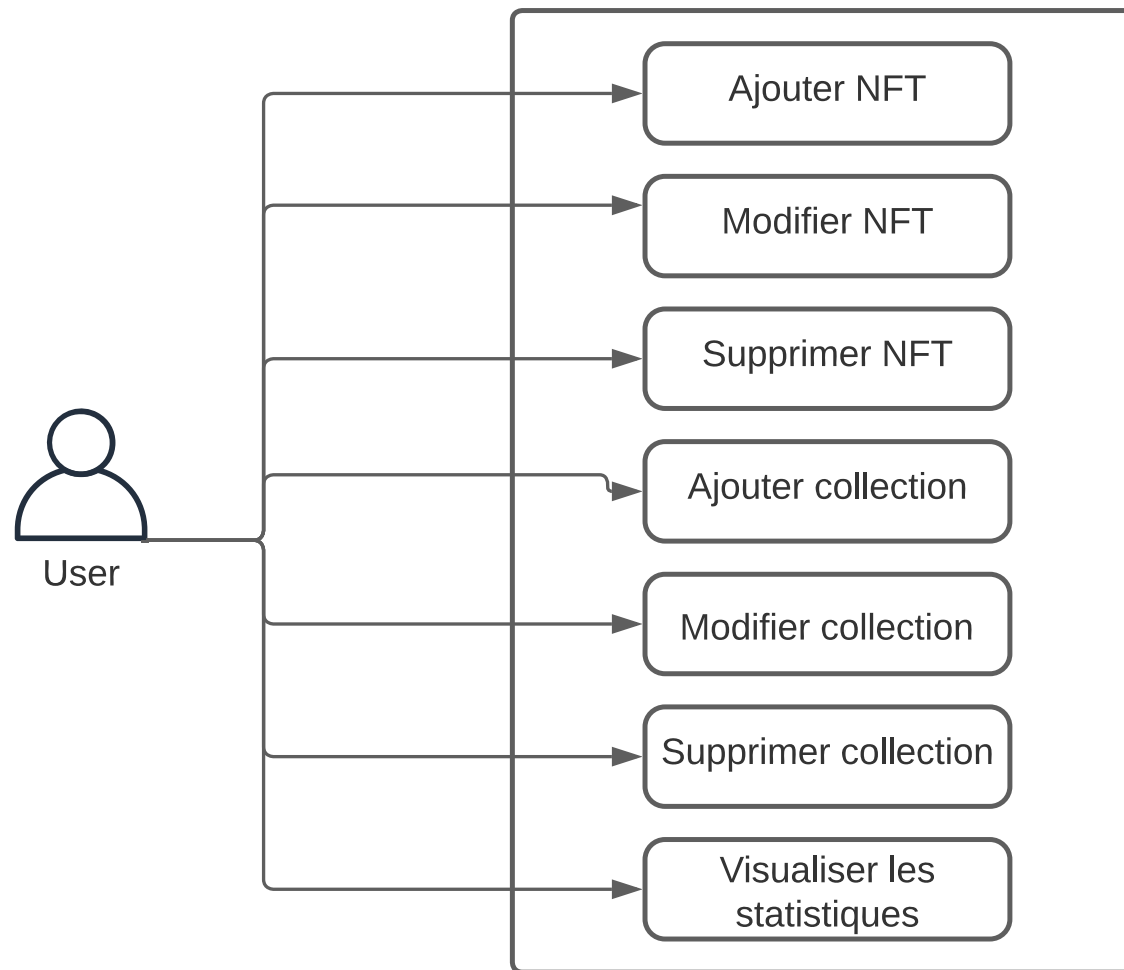 Ajouter NFT
Modifier NFT
Supprimer NFT
Ajouter collection
User
Modifier collection
Supprimer collection
Visualiser les
statistiques